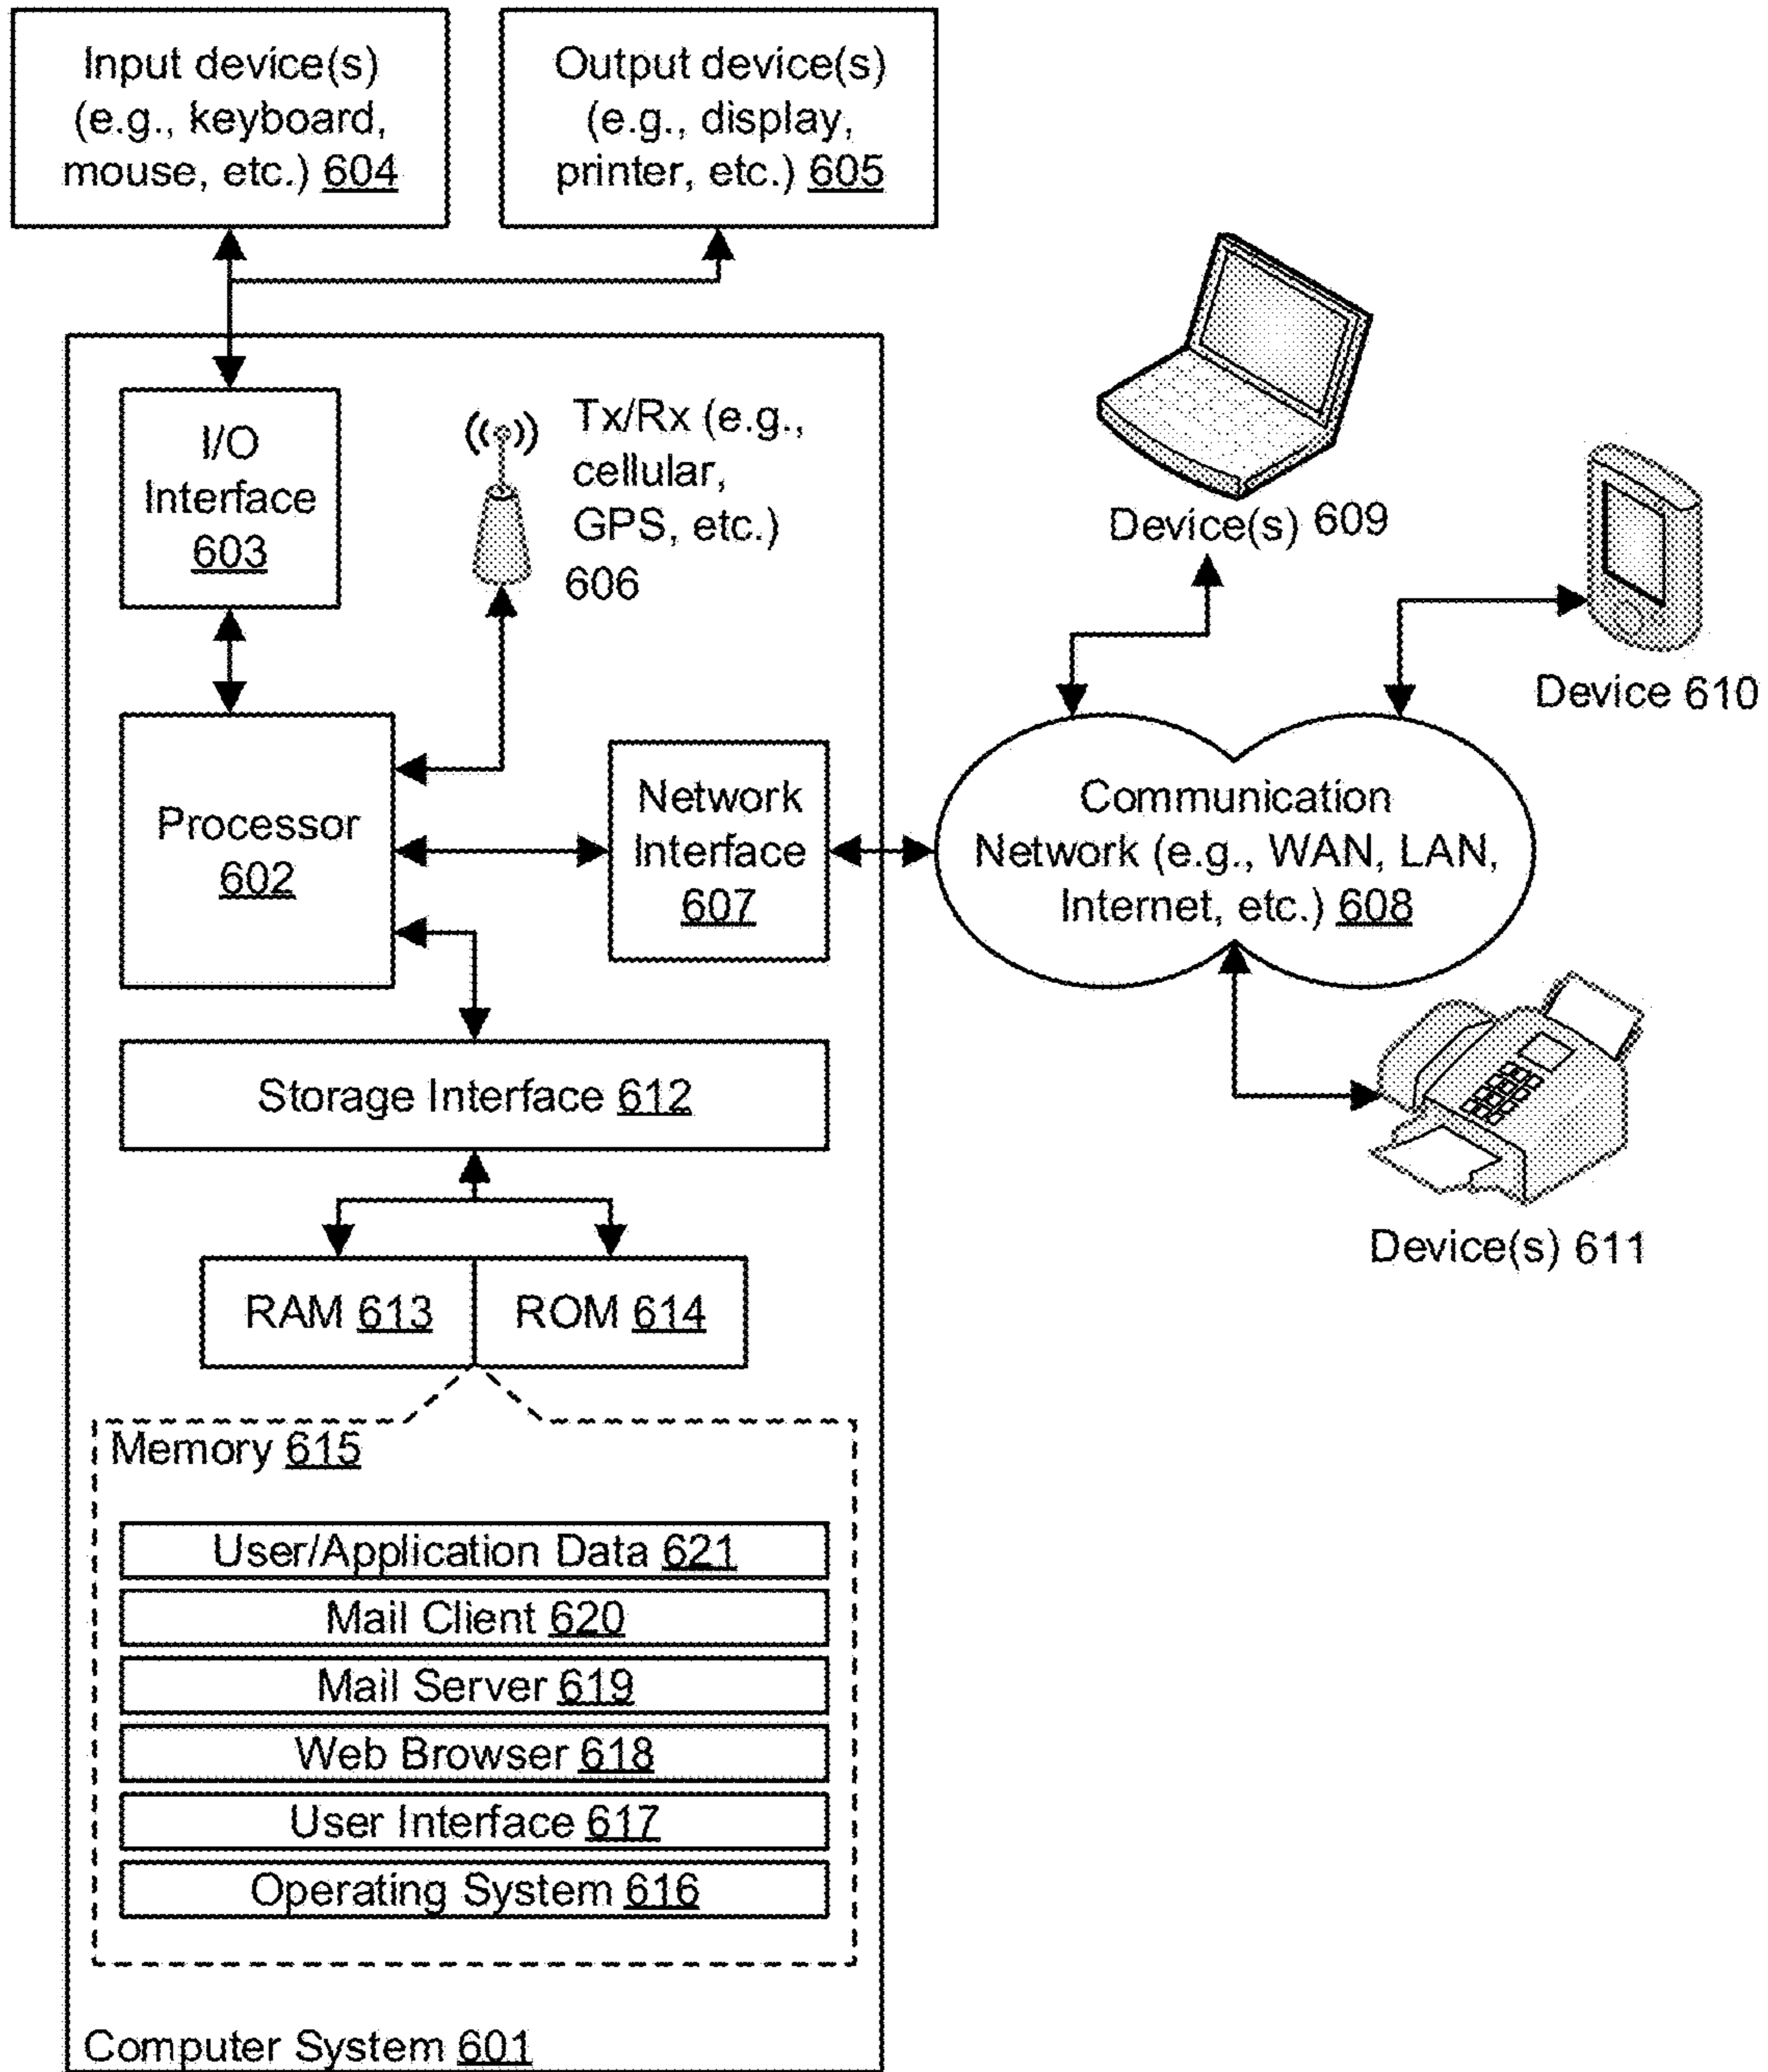 Input device(s)
(e.g., keyboard,
mouse, etc.) 604
Output device(s)
(e.g., display,
printer, etc.) 605
I/O
Interface
603
Tx/Rx (e.g.,
cellular,
GPS, etc.)
606
Device(s) 609
Device 610
Processor
602
Network
Interface
607
Communication
Network (e.g., WAN, LAN,
Internet, etc.) 608
Storage Interface 612
Device(s) 611
RAM 613
ROM 614
Memory 615
User/Application Data 621
Mail Client 620
Mail Server 619
Web Browser 618
User Interface 617
Operating System 616
Computer System 601